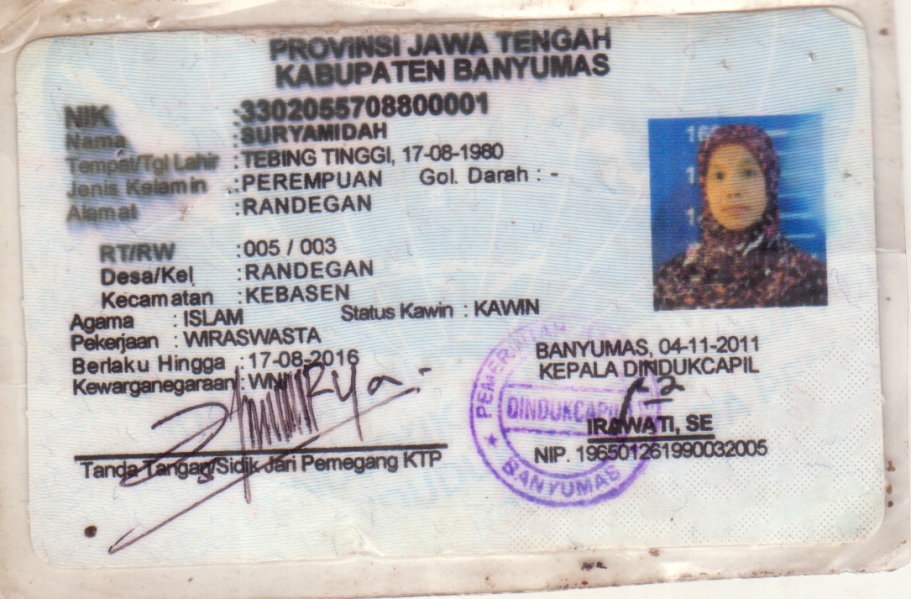 PROVINSI JAWA TENGAH
KABUPATEN BANYUMAS
NIK :3302055708800001
Nama :SURYAMIDAH
Tempat/Tgl Lahir :TEBING TINGGI, 17-08-1980
Jenis Kelamin :PEREMPUAN Gol. Darah : -
Alamat :RANDEGAN
RT/RW :005 / 003
Desa/Kel :RANDEGAN
Kecamatan :KEBASEN
Agama : ISLAM Status Kawin : KAWIN
Pekerjaan : WIRASWASTA
Berlaku Hingga :17-08-2016
Kewarganegaraan: WNI
Tanda Tangan/Sidik Jari Pemegang KTP
BANYUMAS, 04-11-2011
KEPALA DINDUKCAPIL
IRAWATI, SE
NIP. 196501261990032005
DINDUKCAPIL
BANYUMAS